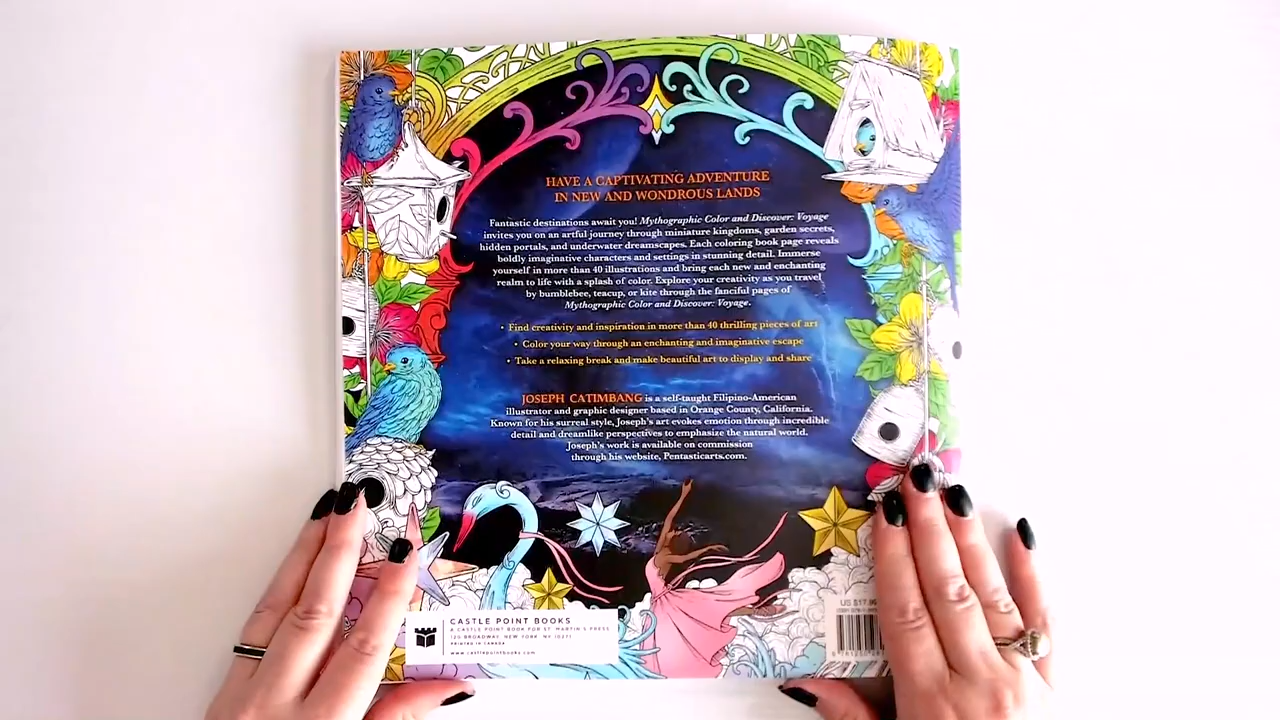 HAVE A CAPTIVATING ADVENTURE
IN NEW AND WONDROUS LANDS
Fantastic destinations await you! Mythographic Color and Discover: Voyage
invites you on an artful journey through miniature kingdoms, garden secrets,
hidden portals, and underwater dreamscapes. Each coloring book page reveals
boldly imaginative characters and settings in stunning detail. Immerse
yourself in more than 40 illustrations and bring each new and enchanting
realm to life with a splash of color. Explore your creativity as you travel
by bumblebee, teacup, or kite through the fanciful pages of
Mythographic Color and Discover: Voyage.
• Find creativity and inspiration in more than 40 thrilling pieces of art
• Color your way through an enchanting and imaginative escape
• Take a relaxing break and make beautiful art to display and share
JOSEPH CATIMBANG is a self-taught Filipino-American
illustrator and graphic designer based in Orange County, California.
Known for his surreal style, Joseph's art evokes emotion through incredible
detail and dreamlike perspectives to emphasize the natural world.
Joseph's work is available on commission
through his website, Pentasticarts.com.
CASTLE POINT BOOKS
A CASTLE POINT BOOK FOR ST. MARTIN'S PRESS
120 BROADWAY, NEW YORK, NY 10271
PRINTED IN CANADA
www.castlepointbooks.com
US $17.99